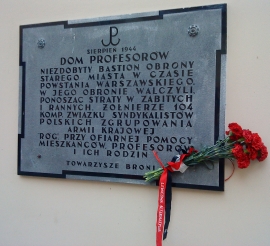 SIERPIEŃ 1944
DOM PROFESORÓW
NIEZDOBYTY BASTION OBRONY
STAREGO MIASTA W CZASIE
POWSTANIA WARSZAWSKIEGO.
W JEGO OBRONIE WALCZYLI,
PONOSZĄC STRATY W ZABITYCH
I RANNYCH, ŻOŁNIERZE 104
KOMP. ZWIĄZKU SYNDYKALISTÓW
POLSKICH ZGRUPOWANIA
ARMII KRAJOWEJ
RÓG PRZY OFIARNEJ POMOCY
MIESZKAŃCÓW, PROFESORÓW
I ICH RODZIN
TOWARZYSZE BRONI